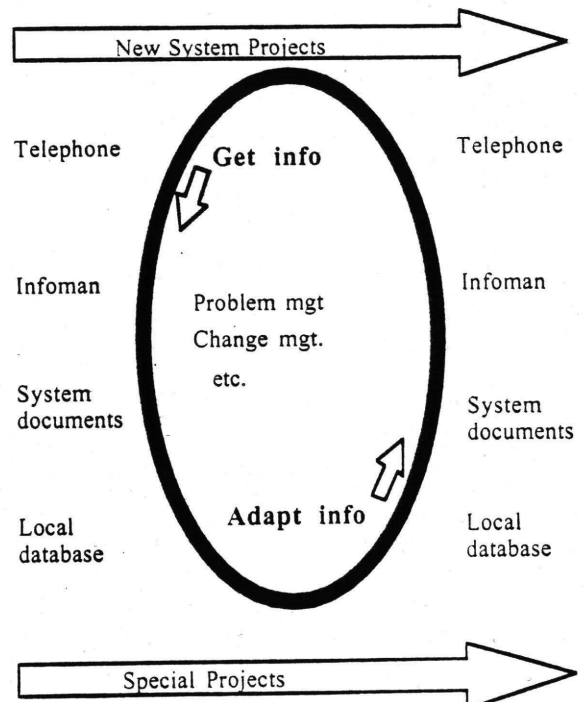 New System Projects
Telephone
Get info
Telephone
Infoman
Infoman
Problem mgt
Change mgt.
etc.
System
documents
System
documents
Adapt info
Local
database
Local
database
Special Projects